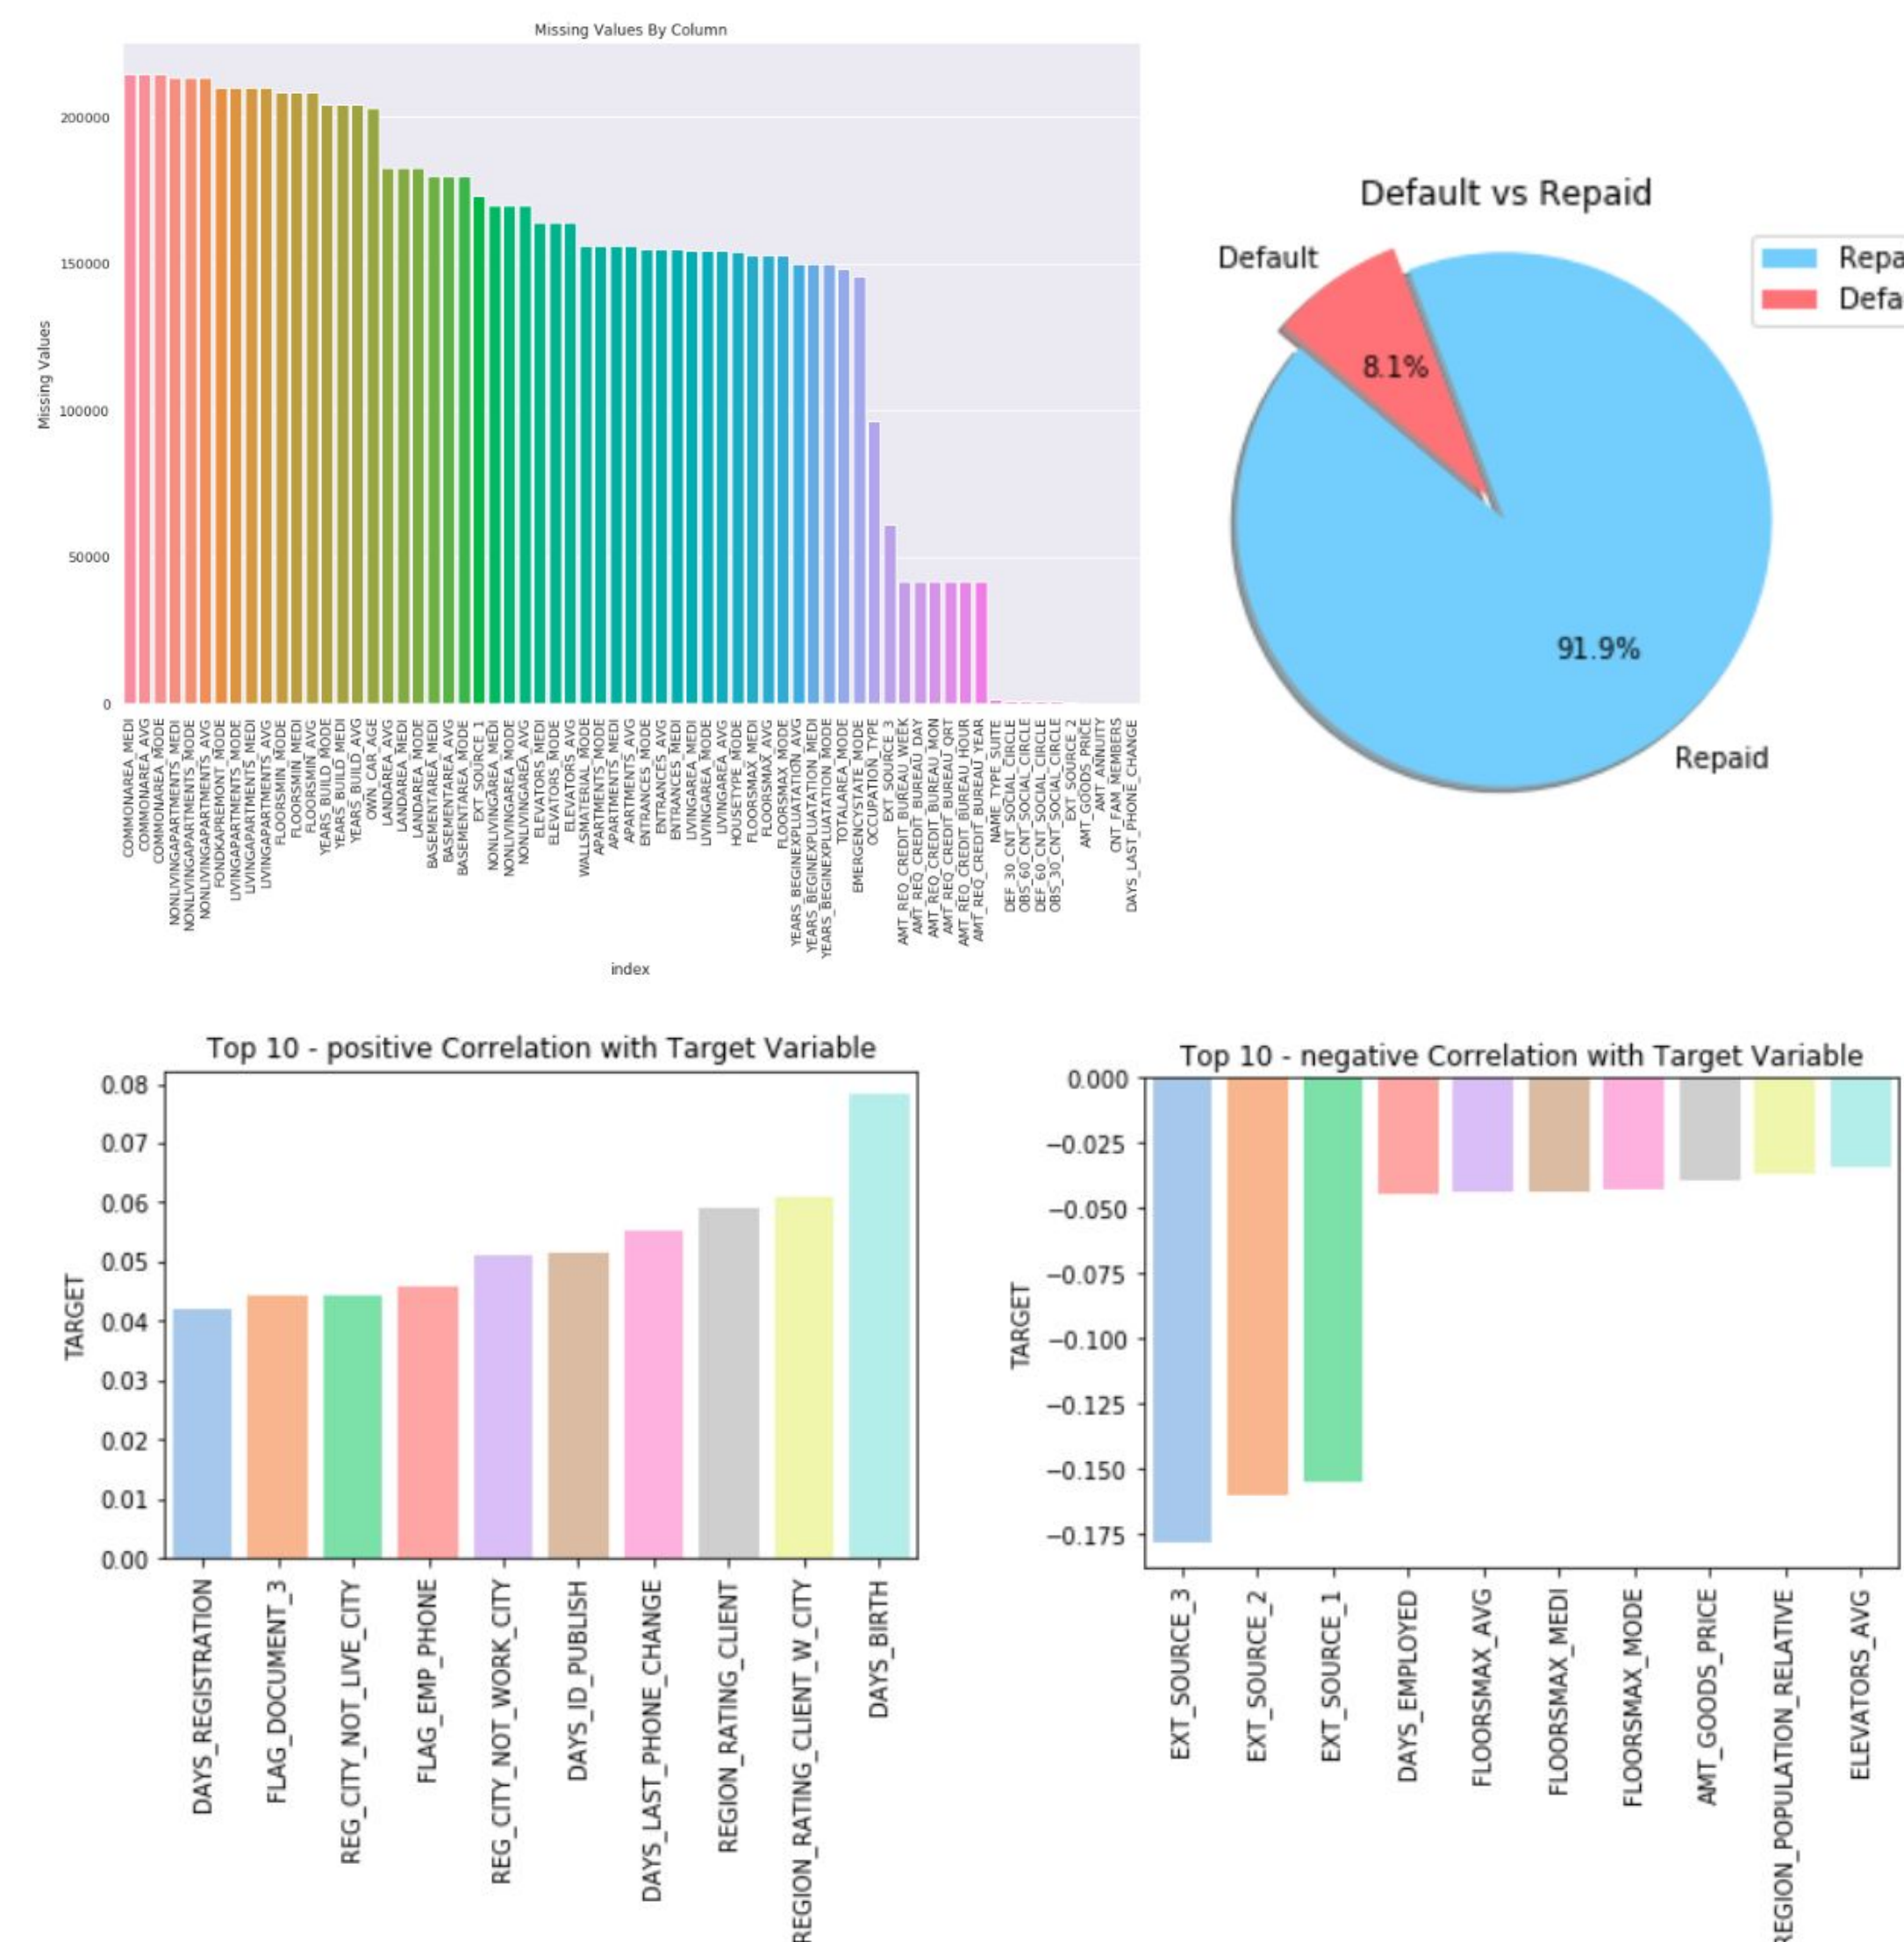 Missing Values By Column
Missing Values
200000
150000
100000
50000
0
COMMONAREA_MEDI
COMMONAREA_AVG
COMMONAREA_MODE
NONLIVINGAPARTMENTS_MEDI
NONLIVINGAPARTMENTS_MODE
NONLIVINGAPARTMENTS_AVG
FONDKAPREMONT_MODE
LIVINGAPARTMENTS_MODE
LIVINGAPARTMENTS_MEDI
LIVINGAPARTMENTS_AVG
FLOORSMIN_MODE
FLOORSMIN_MEDI
FLOORSMIN_AVG
YEARS_BUILD_MODE
YEARS_BUILD_MEDI
YEARS_BUILD_AVG
OWN_CAR_AGE
LANDAREA_AVG
LANDAREA_MEDI
LANDAREA_MODE
BASEMENTAREA_MEDI
BASEMENTAREA_AVG
BASEMENTAREA_MODE
EXT_SOURCE_1
NONLIVINGAREA_MEDI
NONLIVINGAREA_MODE
NONLIVINGAREA_AVG
ELEVATORS_MEDI
ELEVATORS_MODE
ELEVATORS_AVG
WALLSMATERIAL_MODE
APARTMENTS_MODE
APARTMENTS_MEDI
APARTMENTS_AVG
ENTRANCES_MODE
ENTRANCES_AVG
ENTRANCES_MEDI
LIVINGAREA_MEDI
LIVINGAREA_MODE
LIVINGAREA_AVG
HOUSETYPE_MODE
FLOORSMAX_MEDI
FLOORSMAX_AVG
FLOORSMAX_MODE
YEARS_BEGINEXPLUATATION_AVG
YEARS_BEGINEXPLUATATION_MEDI
YEARS_BEGINEXPLUATATION_MODE
TOTALAREA_MODE
EMERGENCYSTATE_MODE
OCCUPATION_TYPE
EXT_SOURCE_3
AMT_REQ_CREDIT_BUREAU_WEEK
AMT_REQ_CREDIT_BUREAU_DAY
AMT_REQ_CREDIT_BUREAU_MON
AMT_REQ_CREDIT_BUREAU_QRT
AMT_REQ_CREDIT_BUREAU_HOUR
AMT_REQ_CREDIT_BUREAU_YEAR
NAME_TYPE_SUITE
DEF_30_CNT_SOCIAL_CIRCLE
OBS_60_CNT_SOCIAL_CIRCLE
DEF_60_CNT_SOCIAL_CIRCLE
OBS_30_CNT_SOCIAL_CIRCLE
EXT_SOURCE_2
AMT_GOODS_PRICE
AMT_ANNUITY
CNT_FAM_MEMBERS
DAYS_LAST_PHONE_CHANGE
index
Default vs Repaid
Default
8.1%
91.9%
Repaid
Repa
Defa
Top 10 - positive Correlation with Target Variable
TARGET
0.08
0.07
0.06
0.05
0.04
0.03
0.02
0.01
0.00
DAYS_REGISTRATION
FLAG_DOCUMENT_3
REG_CITY_NOT_LIVE_CITY
FLAG_EMP_PHONE
REG_CITY_NOT_WORK_CITY
DAYS_ID_PUBLISH
DAYS_LAST_PHONE_CHANGE
REGION_RATING_CLIENT
REGION_RATING_CLIENT_W_CITY
DAYS_BIRTH
Top 10 - negative Correlation with Target Variable
TARGET
0.000
−0.025
−0.050
−0.075
−0.100
−0.125
−0.150
−0.175
EXT_SOURCE_3
EXT_SOURCE_2
EXT_SOURCE_1
DAYS_EMPLOYED
FLOORSMAX_AVG
FLOORSMAX_MEDI
FLOORSMAX_MODE
AMT_GOODS_PRICE
REGION_POPULATION_RELATIVE
ELEVATORS_AVG